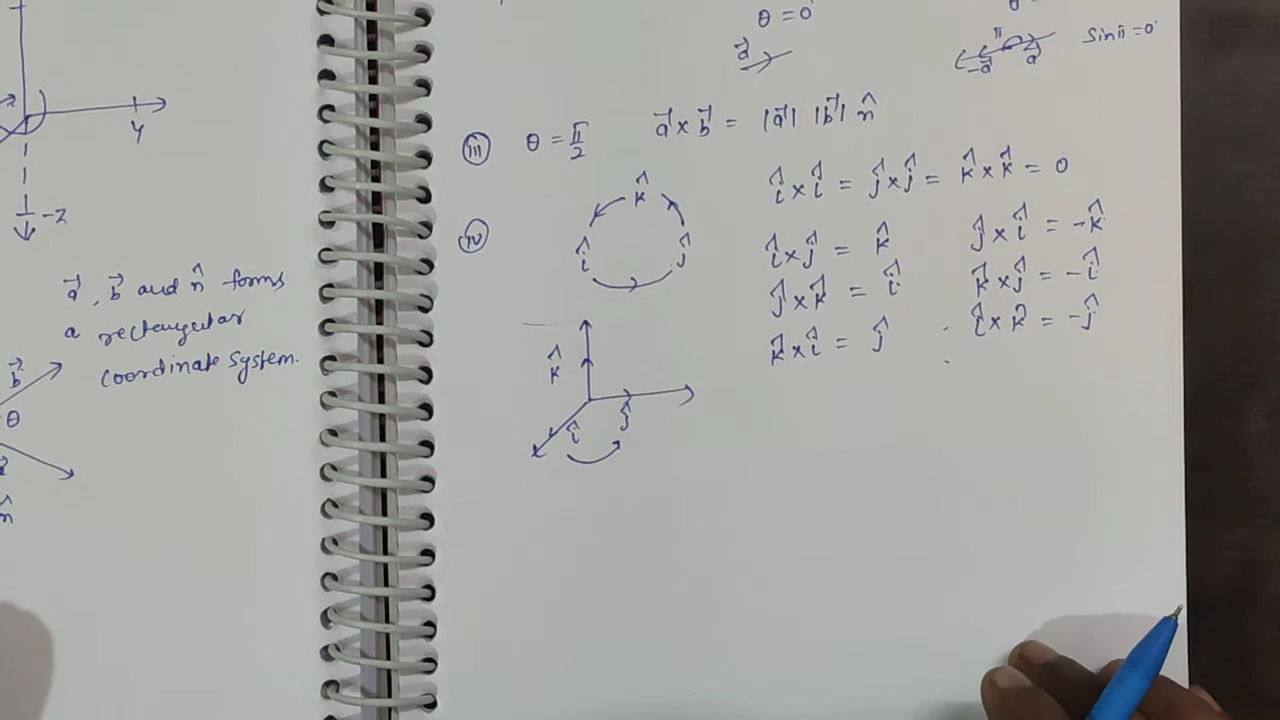 Y
-Z
a⃗, b⃗ and n̂ forms
a rectangular
coordinate system.
b⃗
θ
n̂
θ = 0°
a⃗
π
-a⃗ a⃗
Sin π = 0°
(iii) θ = π/2 a⃗ × b⃗ = |a⃗| |b⃗| n̂
î × î = ĵ × ĵ = k̂ × k̂ = 0
(iv) k̂
î ĵ
î × ĵ = k̂ ĵ × î = -k̂
ĵ × k̂ = î k̂ × ĵ = -î
k̂ × î = ĵ î × k̂ = -ĵ
k̂
î ĵ